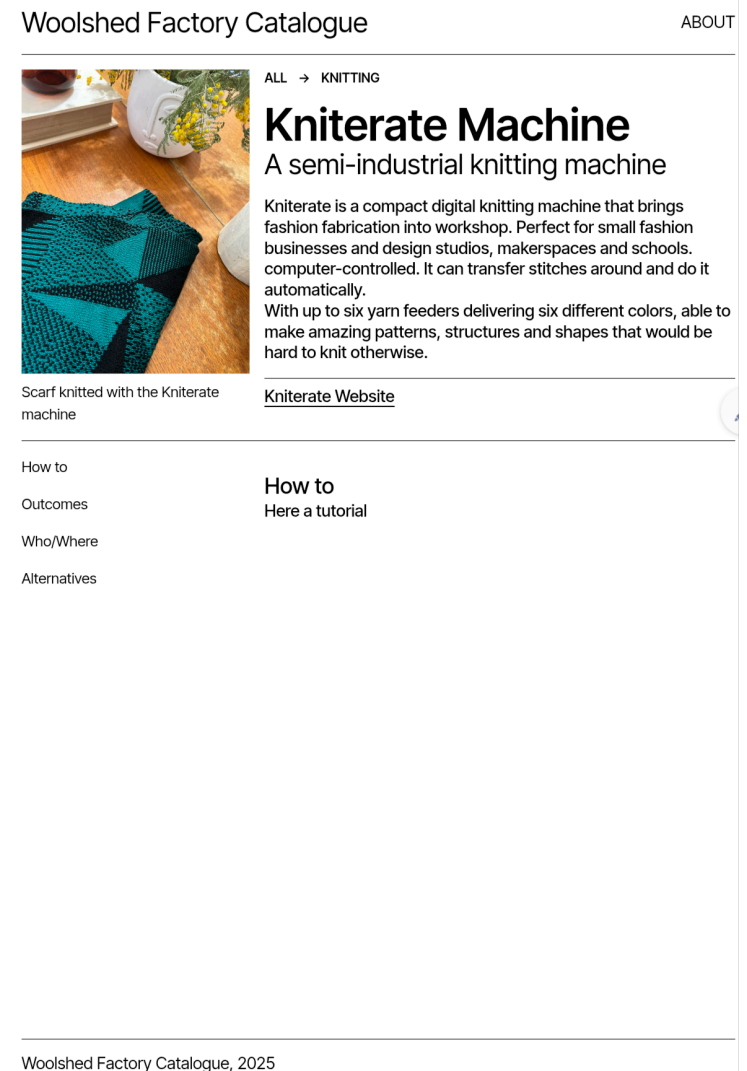 Woolshed Factory Catalogue
ABOUT
ALL → KNITTING
Kniterate Machine
A semi-industrial knitting machine
Kniterate is a compact digital knitting machine that brings
fashion fabrication into workshop. Perfect for small fashion
businesses and design studios, makerspaces and schools.
computer-controlled. It can transfer stitches around and do it
automatically.
With up to six yarn feeders delivering six different colors, able to
make amazing patterns, structures and shapes that would be
hard to knit otherwise.
Kniterate Website
Scarf knitted with the Kniterate
machine
How to
Outcomes
Who/Where
Alternatives
How to
Here a tutorial
Woolshed Factory Catalogue, 2025